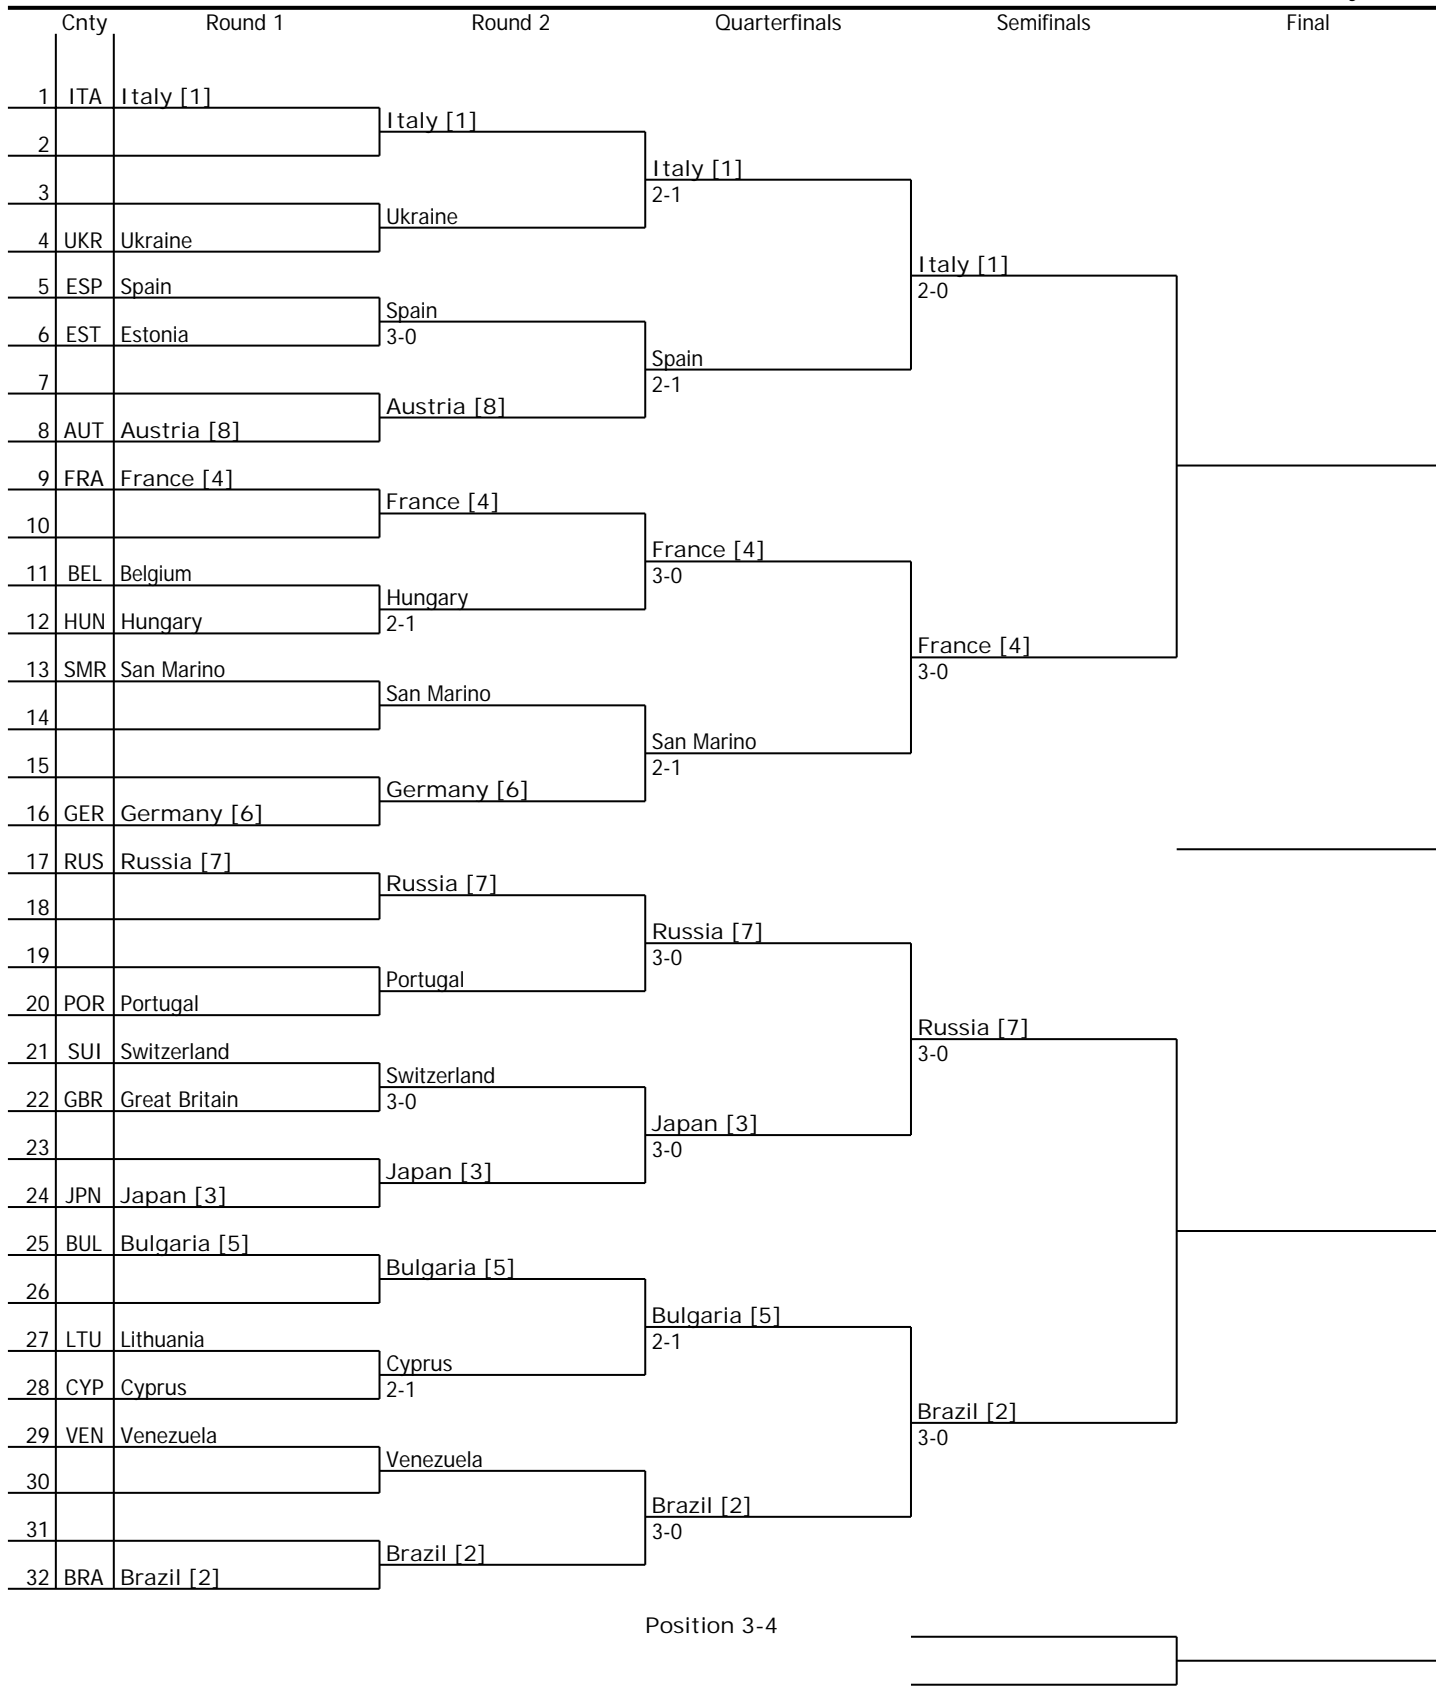 Cnty Round 1 Round 2 Quarterfinals Semifinals Final
1 ITA Italy [1]
Italy [1]
2
Italy [1]
3
2-1
Ukraine
4 UKR Ukraine
Italy [1]
5 ESP Spain
2-0
Spain
6 EST Estonia
3-0
Spain
7
2-1
Austria [8]
8 AUT Austria [8]
9 FRA France [4]
France [4]
10
France [4]
11 BEL Belgium
3-0
Hungary
12 HUN Hungary
2-1
France [4]
13 SMR San Marino
3-0
San Marino
14
San Marino
15
2-1
Germany [6]
16 GER Germany [6]
17 RUS Russia [7]
Russia [7]
18
Russia [7]
19
3-0
Portugal
20 POR Portugal
Russia [7]
21 SUI Switzerland
3-0
Switzerland
22 GBR Great Britain
3-0
Japan [3]
23
3-0
Japan [3]
24 JPN Japan [3]
25 BUL Bulgaria [5]
Bulgaria [5]
26
Bulgaria [5]
27 LTU Lithuania
2-1
Cyprus
28 CYP Cyprus
2-1
Brazil [2]
29 VEN Venezuela
3-0
Venezuela
30
Brazil [2]
31
3-0
Brazil [2]
32 BRA Brazil [2]
Position 3-4